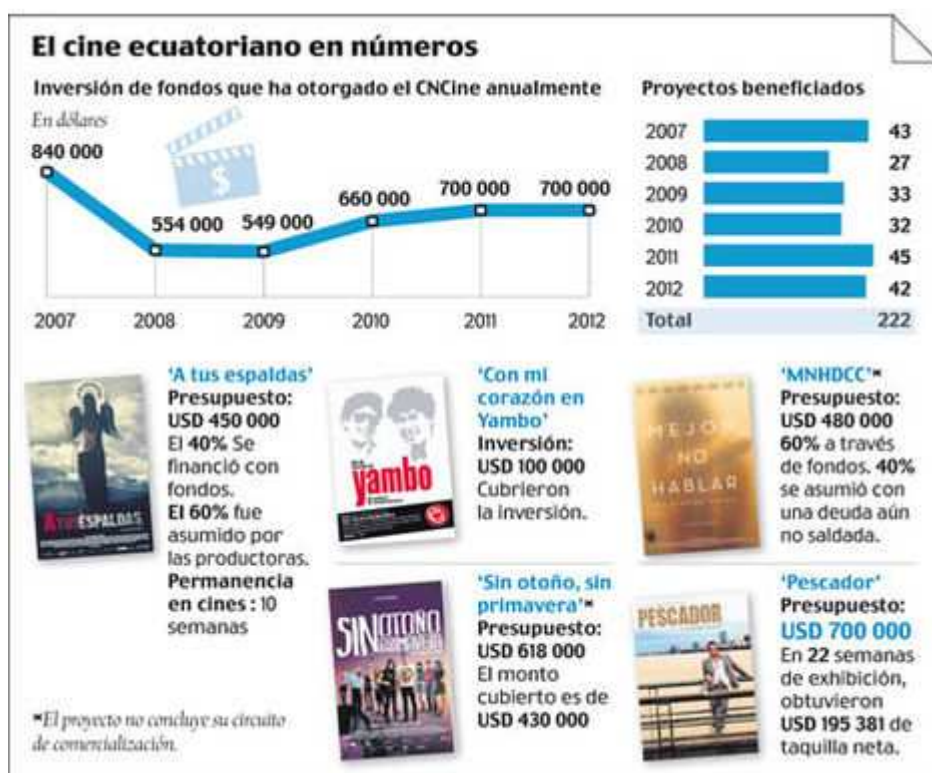 El cine ecuatoriano en números
Inversión de fondos que ha otorgado el CNCine anualmente
En dólares
840 000
554 000
549 000
660 000
700 000
700 000
2007
2008
2009
2010
2011
2012
$
Proyectos beneficiados
2007 43
2008 27
2009 33
2010 32
2011 45
2012 42
Total 222
'A tus espaldas'
Presupuesto:
USD 450 000
El 40% Se
financió con
fondos.
El 60% fue
asumido por
las productoras.
Permanencia
en cines : 10
semanas
A TUS ESPALDAS
'Con mi
corazón en
Yambo'
Inversión:
USD 100 000
Cubrieron
la inversión.
yambo
'MNHDCC'*
Presupuesto:
USD 480 000
60% a través
de fondos. 40%
se asumió con
una deuda aún
no saldada.
MEJOR
NO
HABLAR
'Sin otoño, sin
primavera'*
Presupuesto:
USD 618 000
El monto
cubierto es de
USD 430 000
SIN OTOÑO
'Pescador'
Presupuesto:
USD 700 000
En 22 semanas
de exhibición,
obtuvieron
USD 195 381 de
taquilla neta.
PESCADOR
*El proyecto no concluye su circuito
de comercialización.